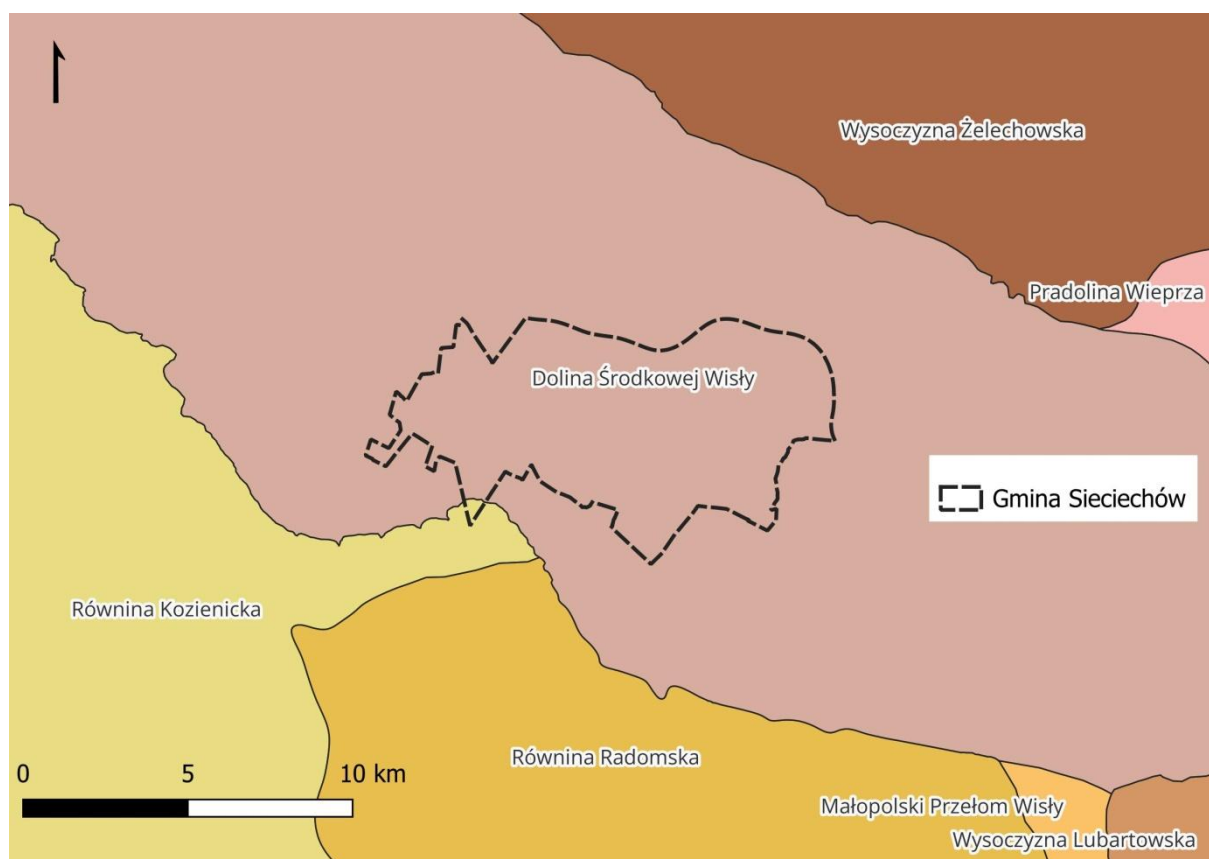 Wysoczyzna Żelechowska
Pradolina Wieprza
Dolina Środkowej Wisły
Gmina Sieciechów
Równina Kozienicka
Równina Radomska
0 5 10 km
Małopolski Przełom Wisły
Wysoczyzna Lubartowska